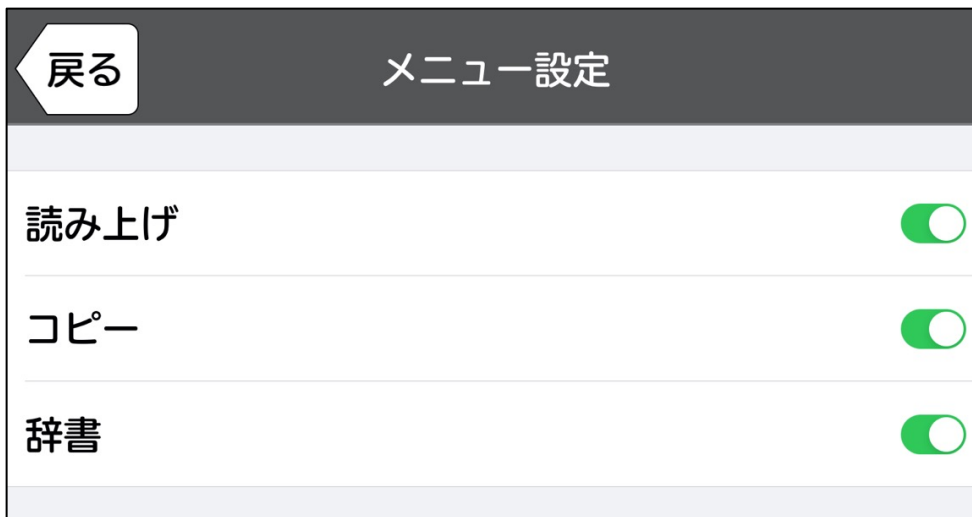 戻る
メニュー設定
読み上げ
コピー
辞書